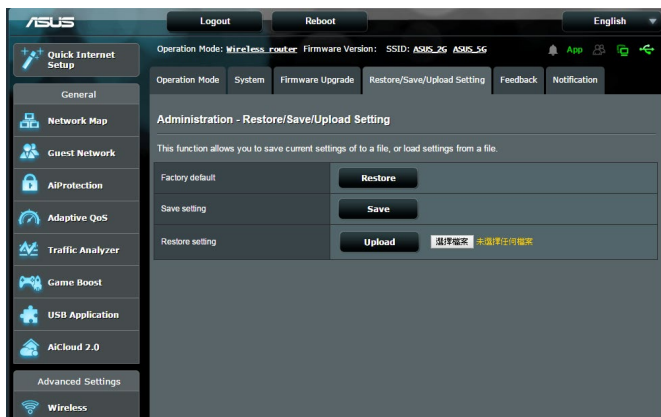 ASUS
Logout
Reboot
English
Quick Internet Setup
Operation Mode: Wireless router Firmware Version: SSID: ASUS_2G ASUS_5G
App
Operation Mode
System
Firmware Upgrade
Restore/Save/Upload Setting
Feedback
Notification
General
Network Map
Guest Network
AiProtection
Adaptive QoS
Traffic Analyzer
Game Boost
USB Application
AiCloud 2.0
Advanced Settings
Wireless
Administration - Restore/Save/Upload Setting
This function allows you to save current settings of to a file, or load settings from a file.
Factory default
Restore
Save setting
Save
Restore setting
Upload
選擇檔案 未選擇任何檔案